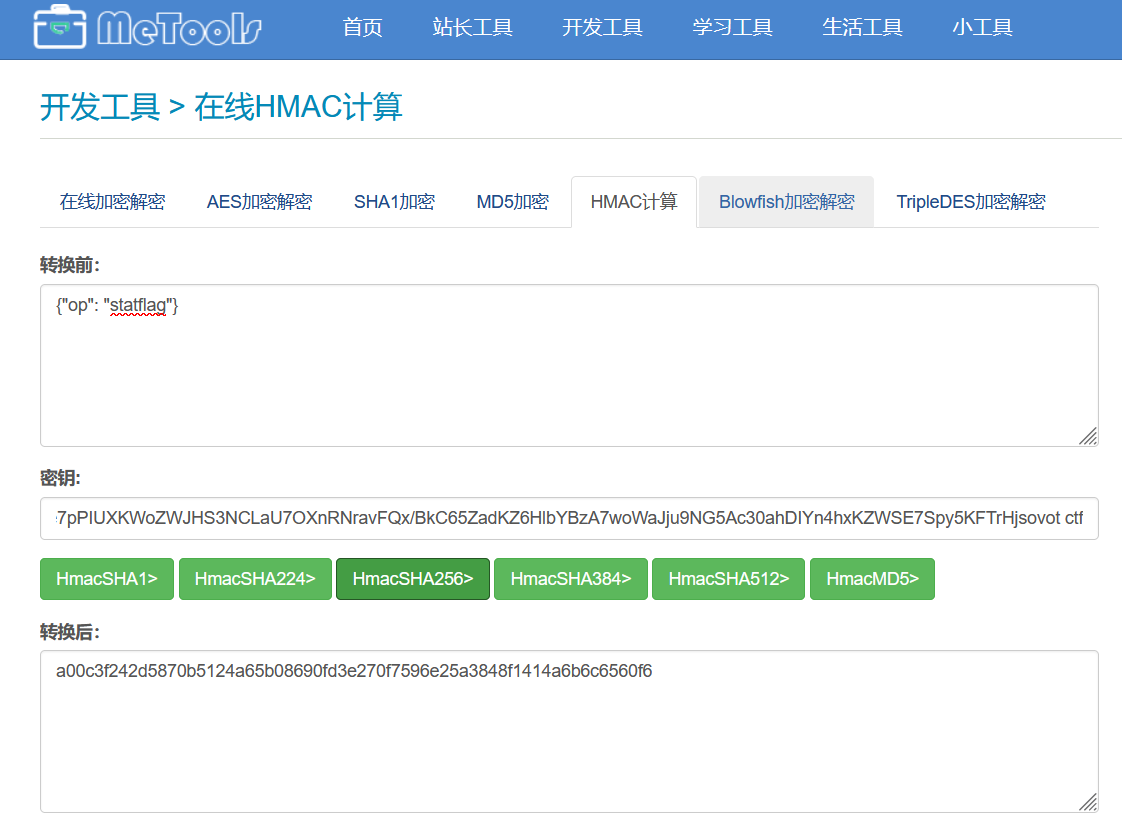 MeTools 首页 站长工具 开发工具 学习工具 生活工具 小工具
开发工具 > 在线HMAC计算
在线加密解密 AES加密解密 SHA1加密 MD5加密 HMAC计算 Blowfish加密解密 TripleDES加密解密
转换前:
{"op": "statflag"}
密钥:
7pPIUXKWoZWJHS3NCLaU7OXnRNravFQx/BkC65ZadKZ6HlbYBzA7woWaJju9NG5Ac30ahDIYn4hxKZWSE7Spy5KFTrHjsovot ctf
HmacSHA1> HmacSHA224> HmacSHA256> HmacSHA384> HmacSHA512> HmacMD5>
转换后:
a00c3f242d5870b5124a65b08690fd3e270f7596e25a3848f1414a6b6c6560f6